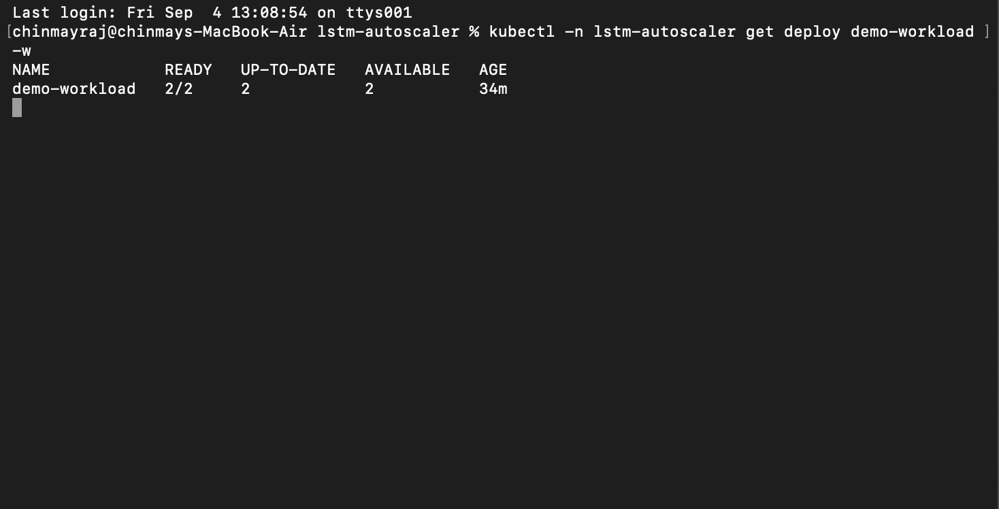 Last login: Fri Sep  4 13:08:54 on ttys001
[chinmayraj@chinmays-MacBook-Air lstm-autoscaler % kubectl -n lstm-autoscaler get deploy demo-workload ]
-w
NAME            READY   UP-TO-DATE   AVAILABLE   AGE
demo-workload   2/2     2            2           34m